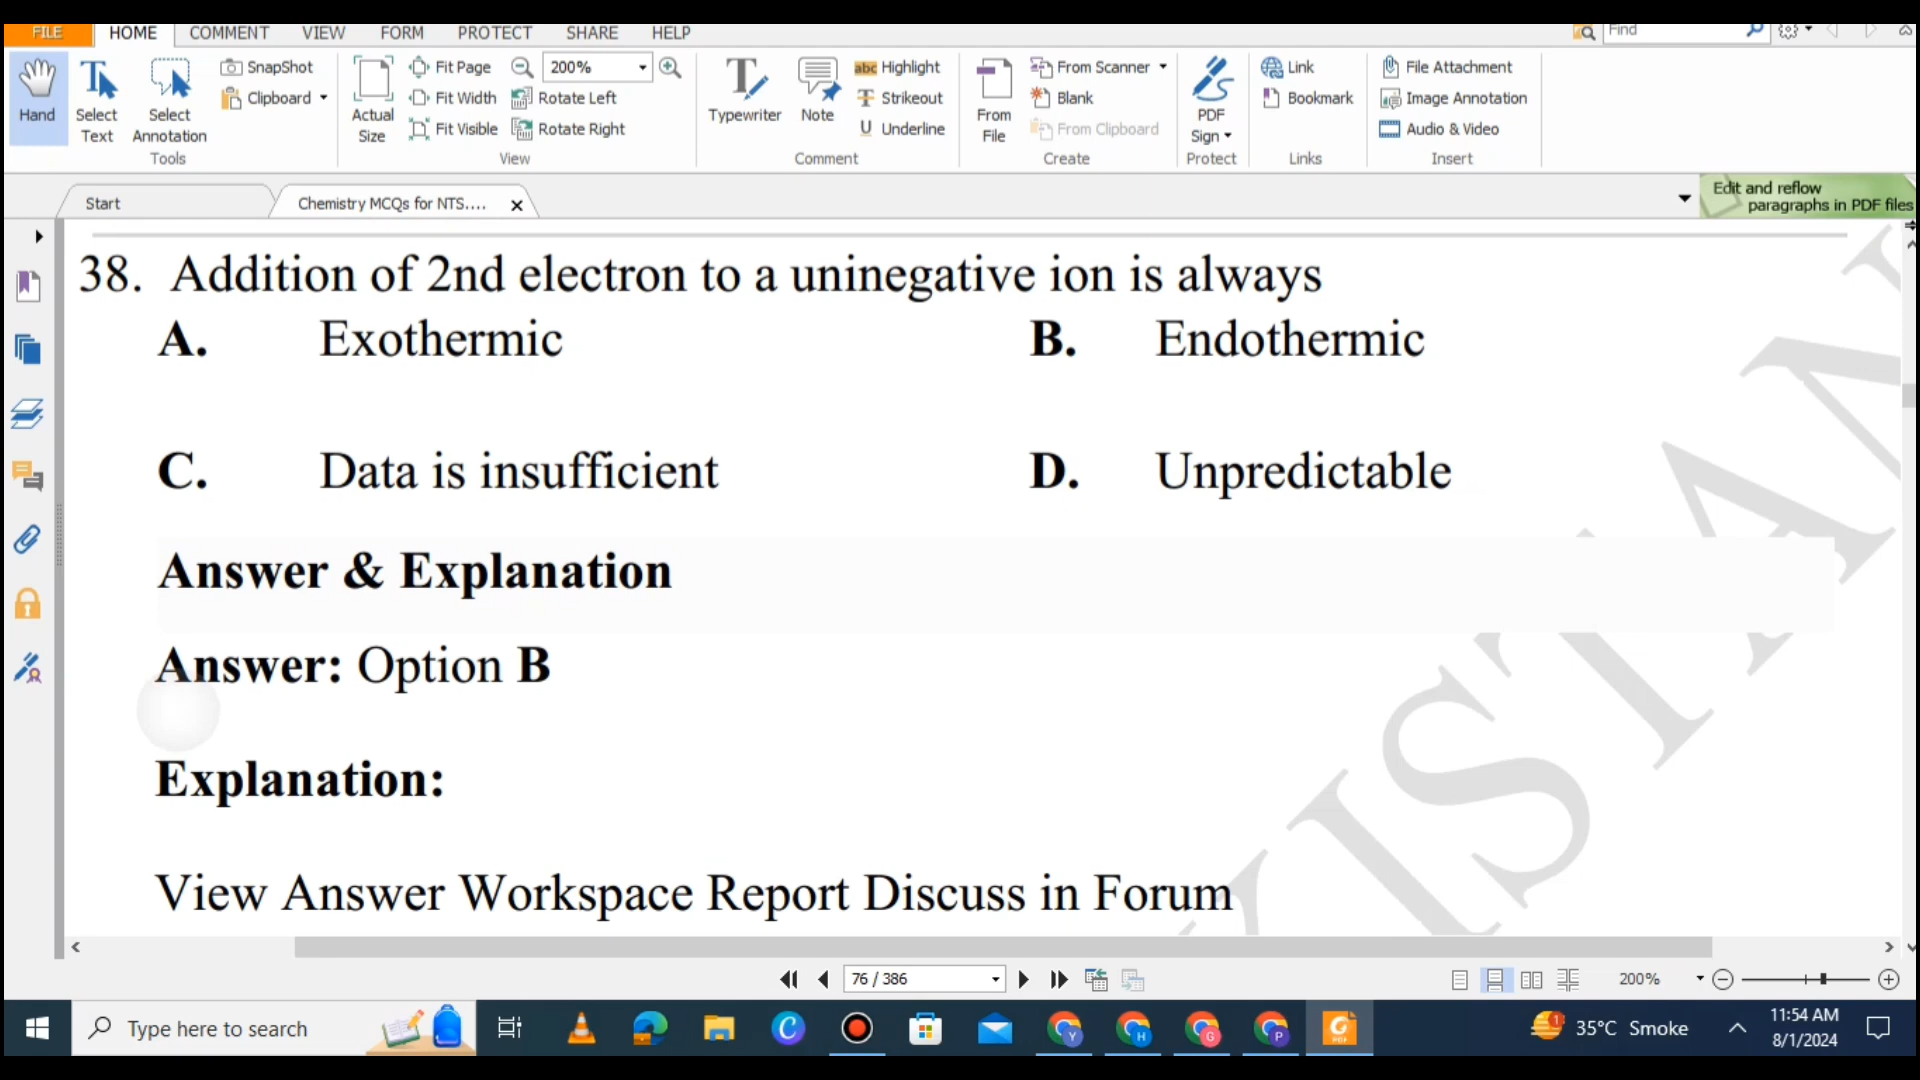 FILE HOME COMMENT VIEW FORM PROTECT SHARE HELP Find
Hand
Select Text
Select Annotation
SnapShot
Clipboard
Tools
Actual Size
Fit Page
Fit Width
Fit Visible
200%
Rotate Left
Rotate Right
View
Typewriter
Note
abc Highlight
Strikeout
U Underline
Comment
From File
From Scanner
Blank
From Clipboard
Create
PDF Sign
Protect
Link
Bookmark
Links
File Attachment
Image Annotation
Audio & Video
Insert
Start
Chemistry MCQs for NTS....
Edit and reflow
paragraphs in PDF files
38. Addition of 2nd electron to a uninegative ion is always
A. Exothermic B. Endothermic
C. Data is insufficient D. Unpredictable
Answer & Explanation
Answer: Option B
Explanation:
View Answer Workspace Report Discuss in Forum
76 / 386
200%
Type here to search
35°C Smoke
11:54 AM
8/1/2024